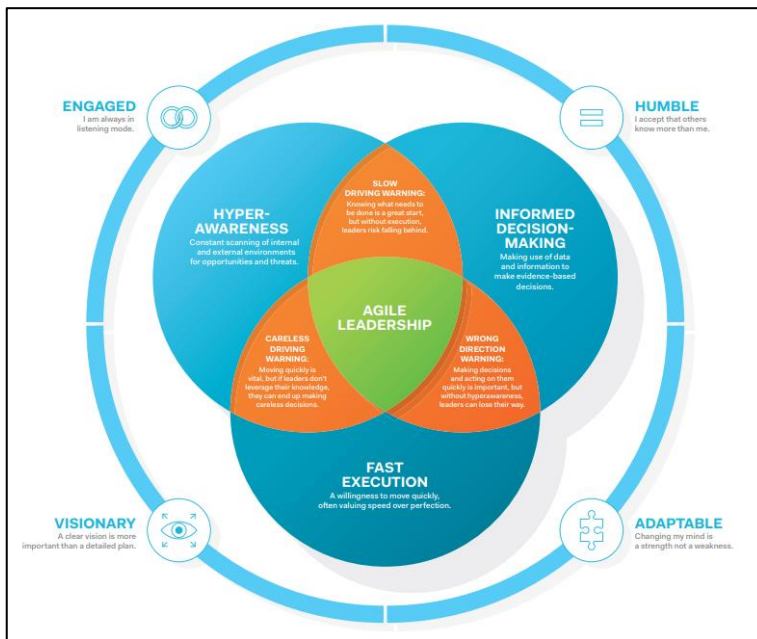 ENGAGED
I am always in
listening mode.
HUMBLE
I accept that others
know more than me.
HYPER-
AWARENESS
Constant scanning of internal
and external environments
for opportunities and threats.
SLOW
DRIVING WARNING:
Knowing what needs to
be done is a great start,
but without execution,
leaders risk falling behind.
INFORMED
DECISION-
MAKING
Making use of data
and information to
make evidence-based
decisions.
AGILE
LEADERSHIP
CARELESS
DRIVING
WARNING:
Moving quickly is
vital, but if leaders don't
leverage their knowledge,
they can end up making
careless decisions.
WRONG
DIRECTION
WARNING:
Making decisions
and acting on them
quickly is important, but
without hyperawareness,
leaders can lose their way.
FAST
EXECUTION
A willingness to move quickly,
often valuing speed over perfection.
VISIONARY
A clear vision is more
important than a detailed plan.
ADAPTABLE
Changing my mind is
a strength not a weakness.